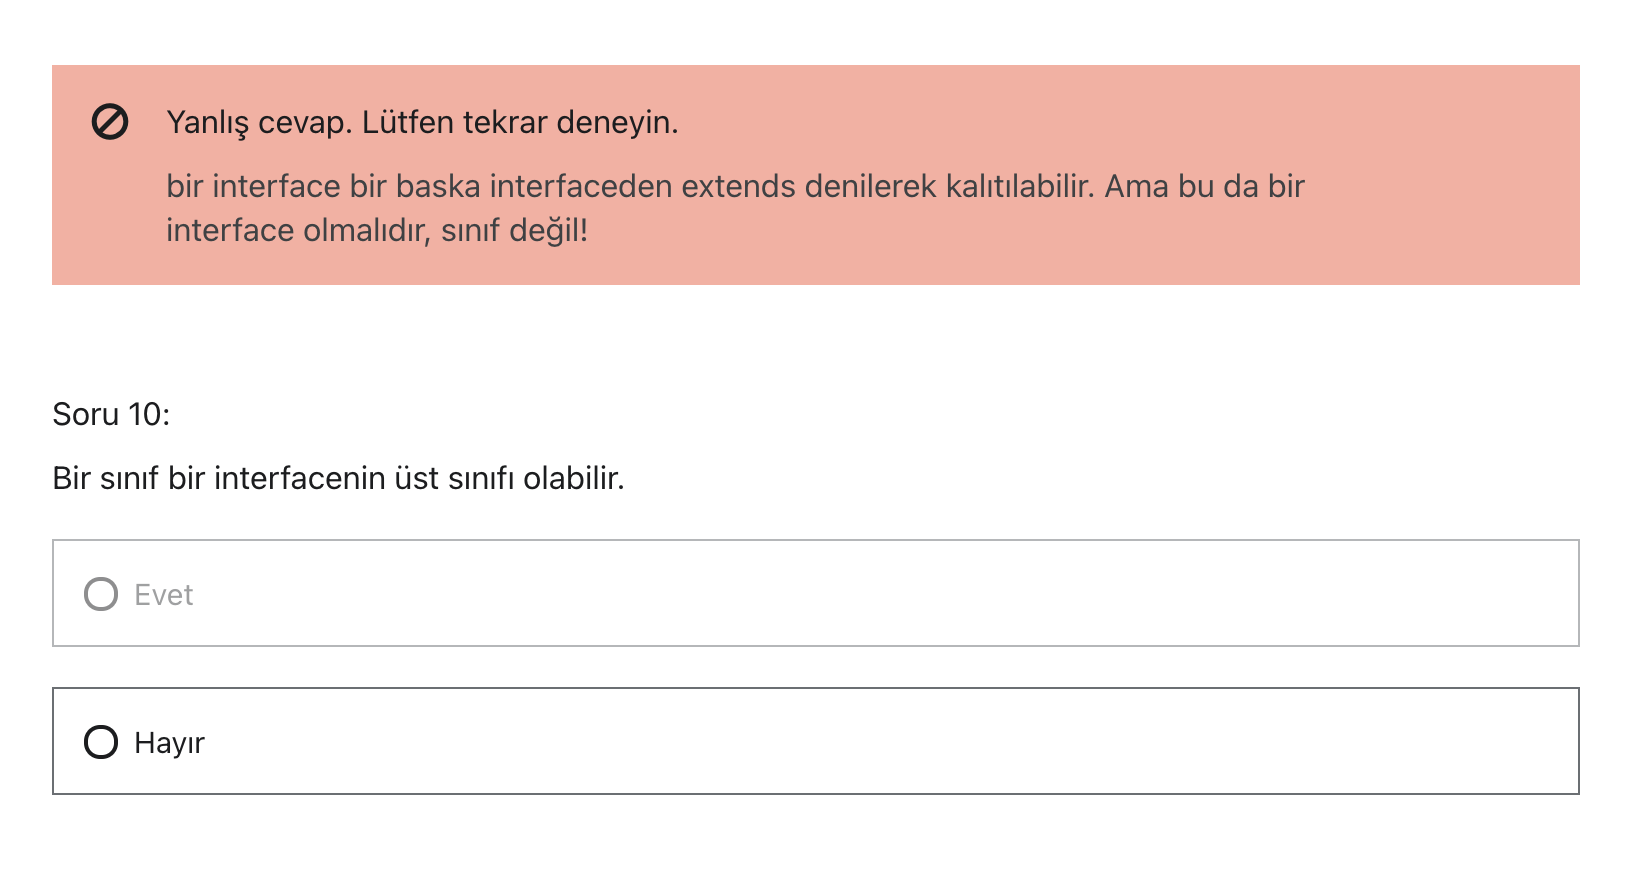 Yanlış cevap. Lütfen tekrar deneyin.
bir interface bir baska interfaceden extends denilerek kalıtılabilir. Ama bu da bir
interface olmalıdır, sınıf değil!
Soru 10:
Bir sınıf bir interfacenin üst sınıfı olabilir.
Evet
Hayır